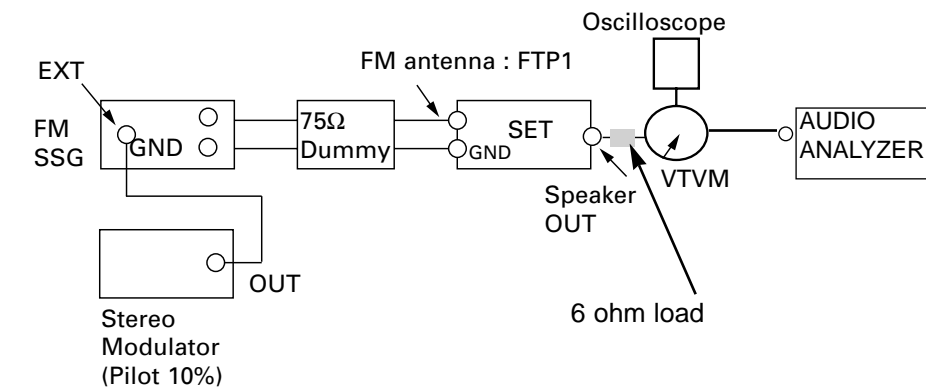 Oscilloscope
EXT
FM antenna : FTP1
FM
SSG
GND
75Ω
Dummy
SET
GND
AUDIO
ANALYZER
VTVM
Speaker
OUT
OUT
6 ohm load
Stereo
Modulator
(Pilot 10%)